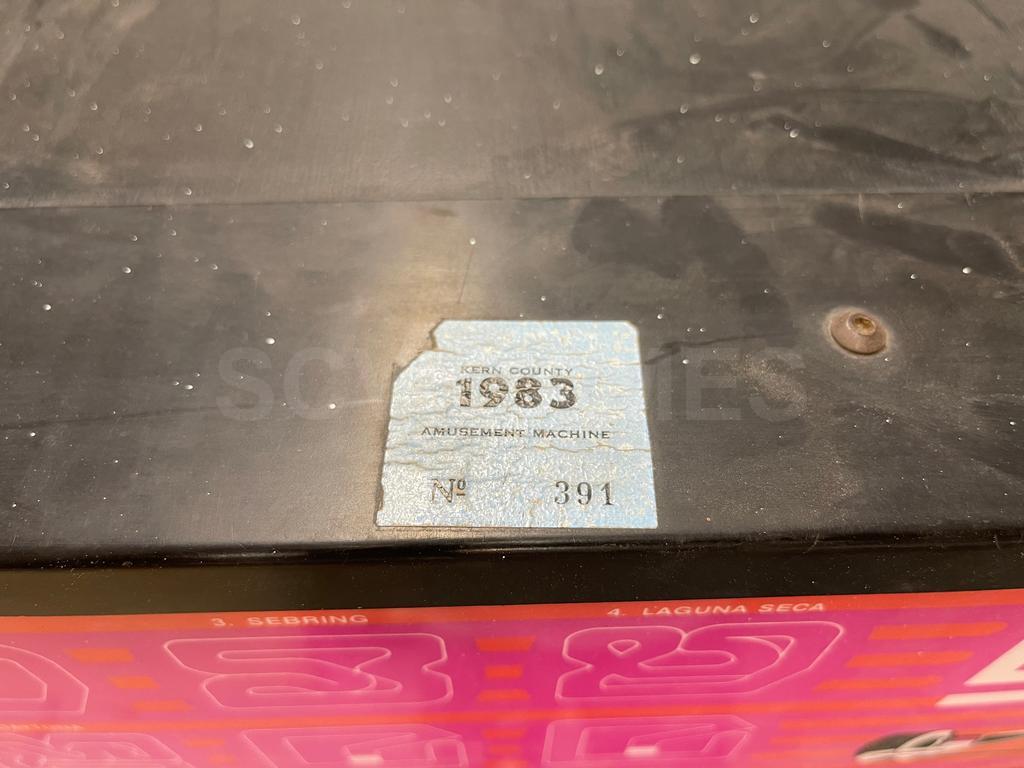 KERN COUNTY
1983
AMUSEMENT MACHINE
Nº 391
3. SEBRING
4. LAGUNA SECA